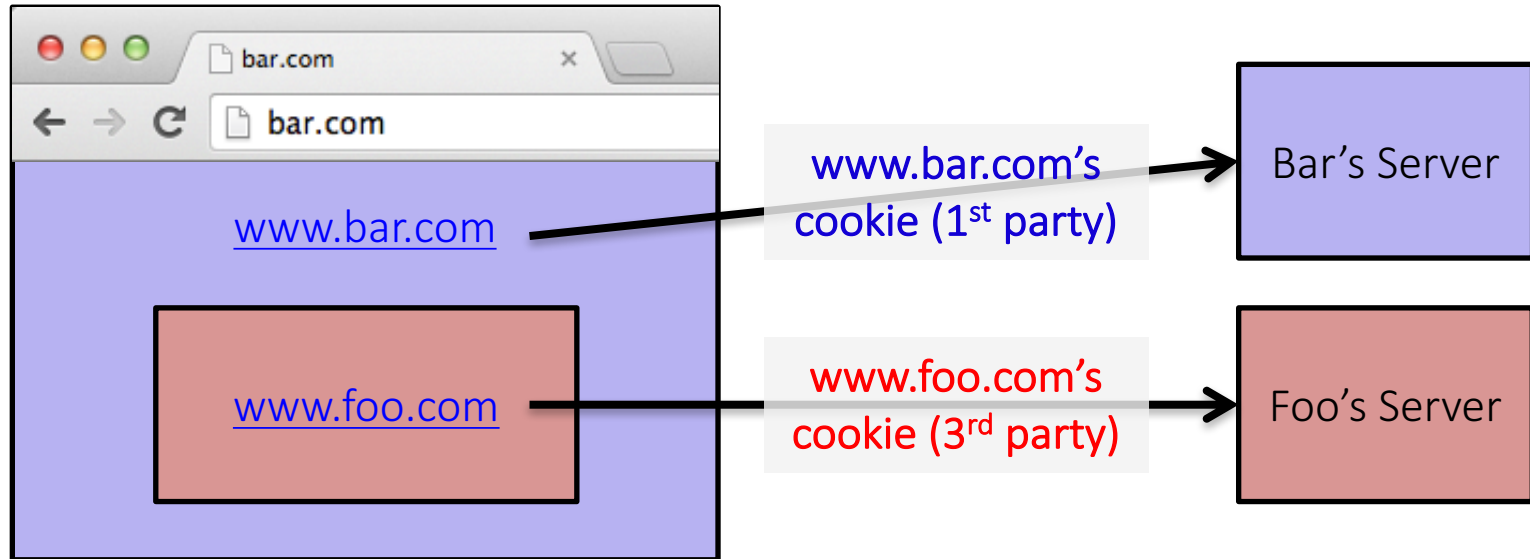 bar.com
bar.com
www.bar.com
www.bar.com’s
cookie (1st party)
Bar’s Server
www.foo.com
www.foo.com’s
cookie (3rd party)
Foo’s Server